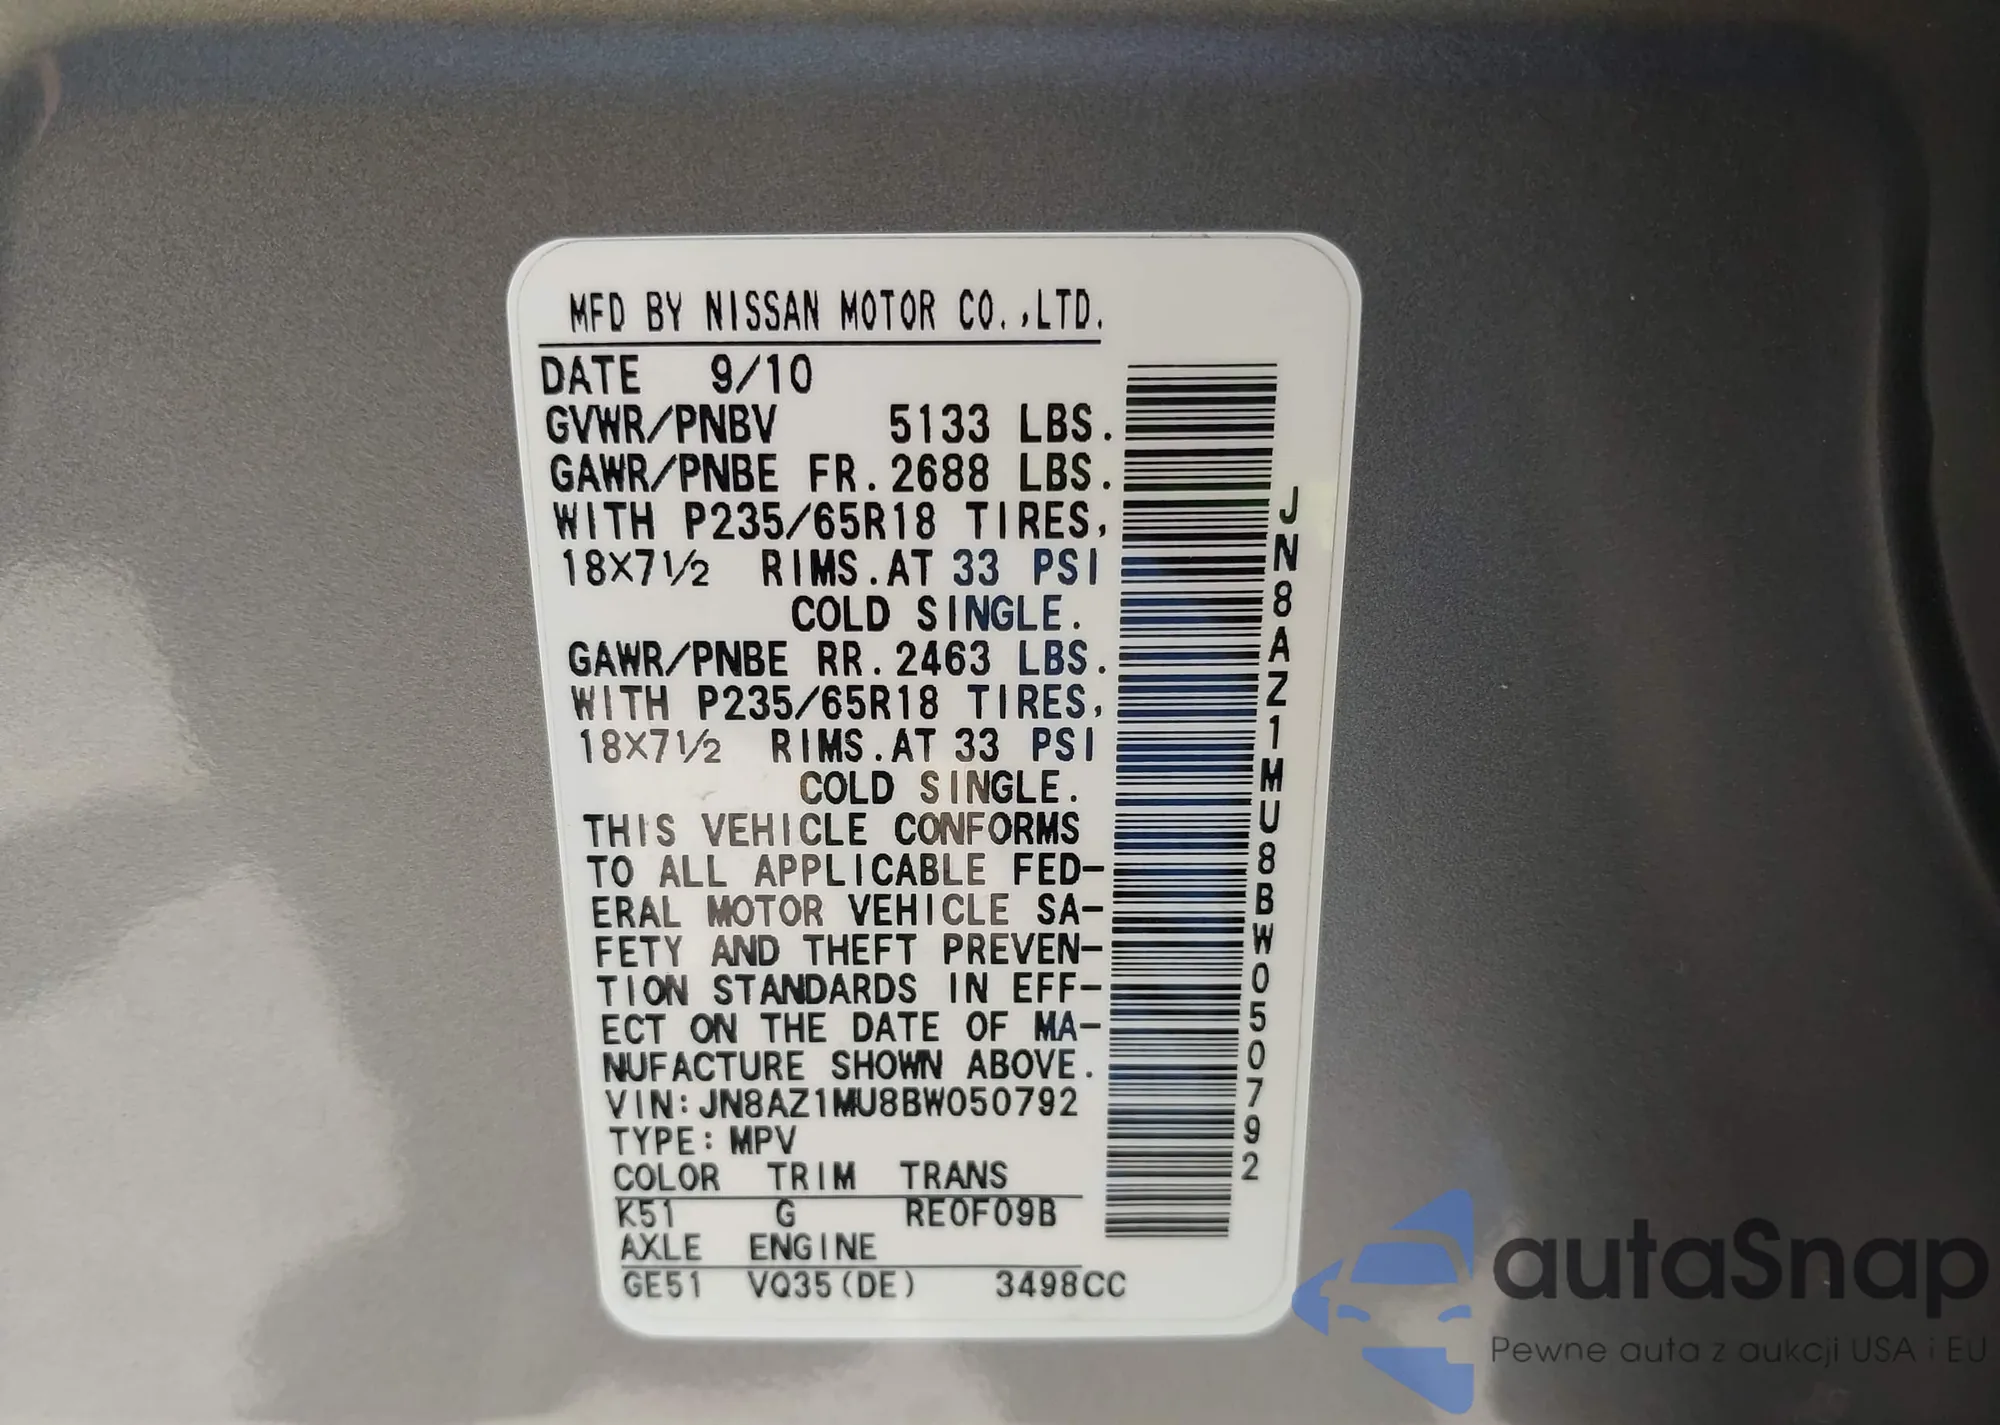 MFD BY NISSAN MOTOR CO.,LTD.
DATE 9/10
GVWR/PNBV 5133 LBS.
GAWR/PNBE FR. 2688 LBS.
WITH P235/65R18 TIRES,
18X7½ RIMS.AT 33 PSI
COLD SINGLE.
GAWR/PNBE RR. 2463 LBS.
WITH P235/65R18 TIRES,
18X7½ RIMS.AT 33 PSI
COLD SINGLE.
THIS VEHICLE CONFORMS
TO ALL APPLICABLE FED-
ERAL MOTOR VEHICLE SA-
FETY AND THEFT PREVEN-
TION STANDARDS IN EFF-
ECT ON THE DATE OF MA-
NUFACTURE SHOWN ABOVE.
VIN: JN8AZ1MU8BW050792
TYPE: MPV
COLOR TRIM TRANS
K51 G RE0F09B
AXLE ENGINE
GE51 VQ35(DE) 3498CC
JN8AZ1MU8BW050792
autaSnap
Pewne auta z aukcji USA i EU